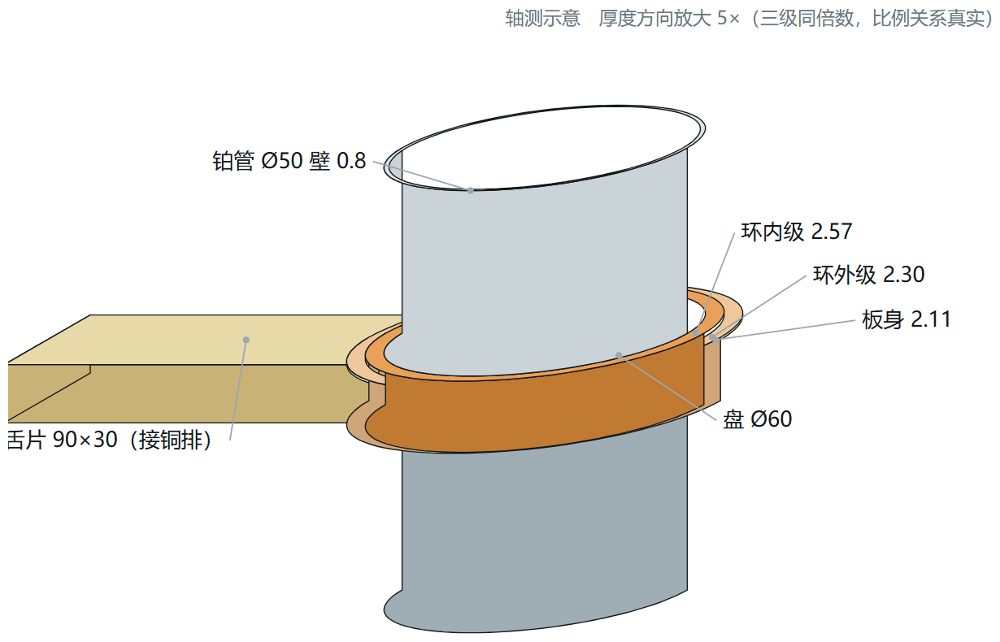 轴测示意 厚度方向放大 5×（三级同倍数，比例关系真实）
铂管 Ø50 壁 0.8
环内级 2.57
环外级 2.30
板身 2.11
盘 Ø60
舌片 90×30（接铜排）